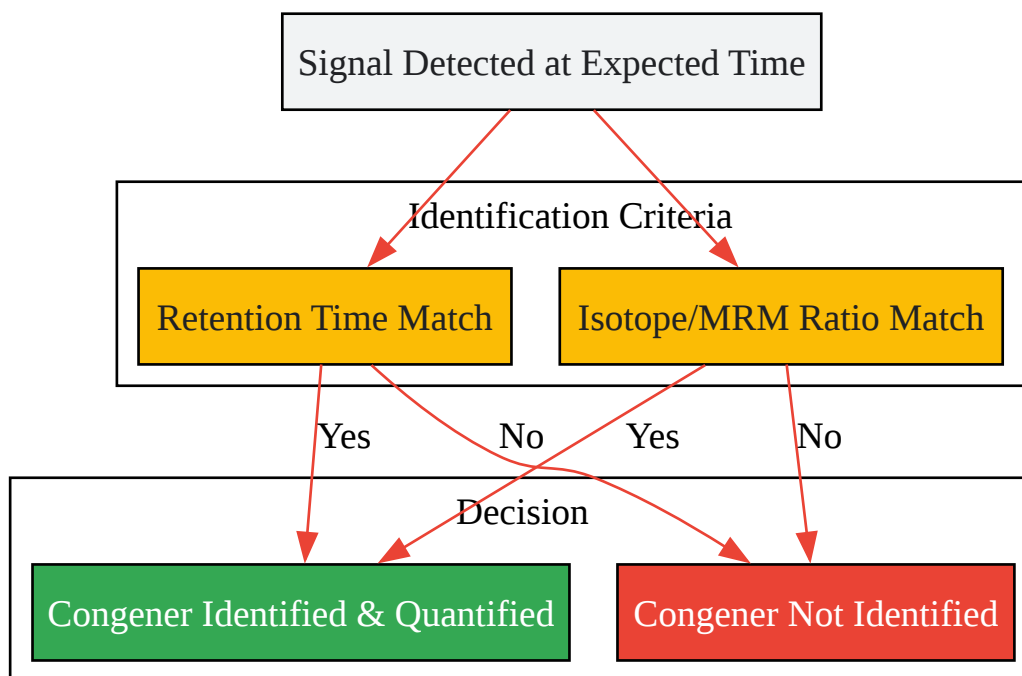 Signal Detected at Expected Time
Identification Criteria
Retention Time Match
Isotope/MRM Ratio Match
Yes
No
Yes
No
Decision
Congener Identified & Quantified
Congener Not Identified